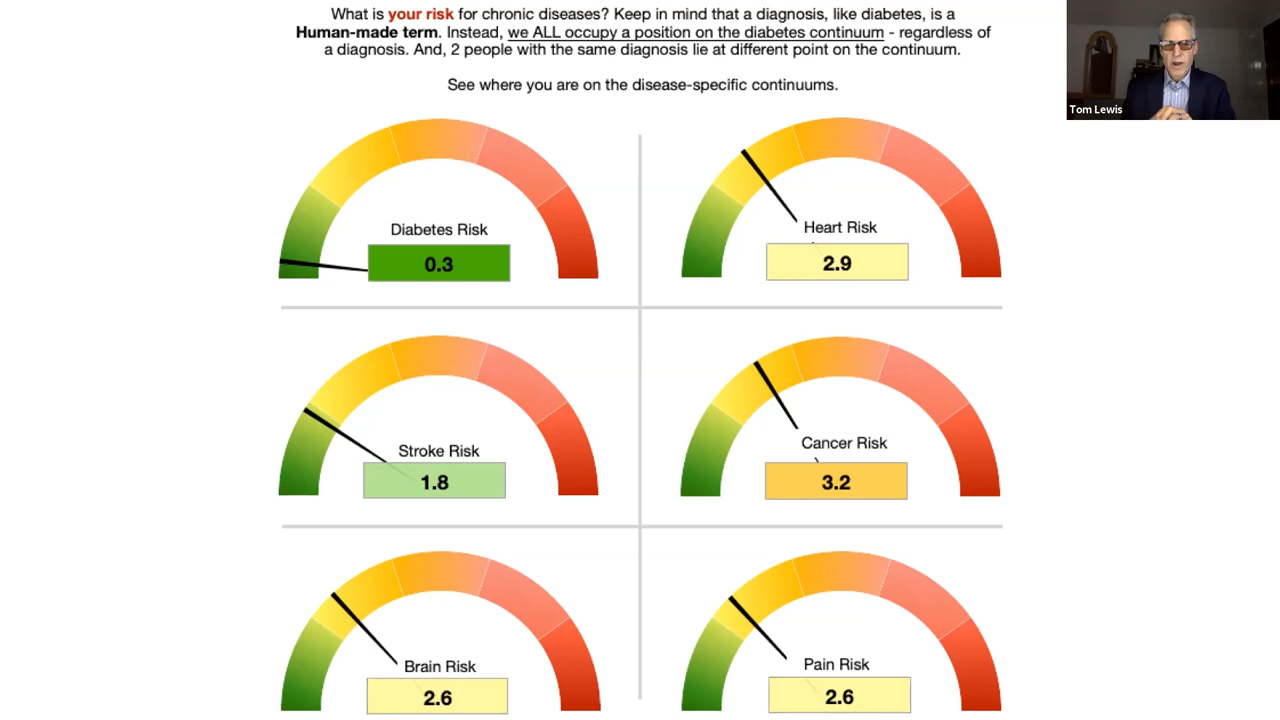 What is your risk for chronic diseases? Keep in mind that a diagnosis, like diabetes, is a
Human-made term. Instead, we ALL occupy a position on the diabetes continuum - regardless of
a diagnosis. And, 2 people with the same diagnosis lie at different point on the continuum.
See where you are on the disease-specific continuums.
Tom Lewis
Diabetes Risk
0.3
Heart Risk
2.9
Stroke Risk
1.8
Cancer Risk
3.2
Brain Risk
2.6
Pain Risk
2.6